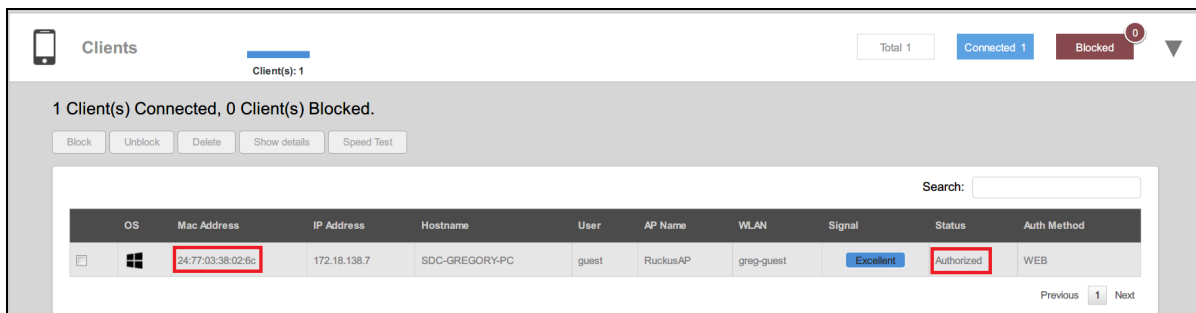 Clients
Client(s): 1
Total 1
Connected 1
Blocked
0
1 Client(s) Connected, 0 Client(s) Blocked.
Block Unblock Delete Show details Speed Test
Search:
OS Mac Address IP Address Hostname User AP Name WLAN Signal Status Auth Method
24:77:03:38:02:6c 172.18.138.7 SDC-GREGORY-PC guest RuckusAP greg-guest Excellent Authorized WEB
Previous 1 Next